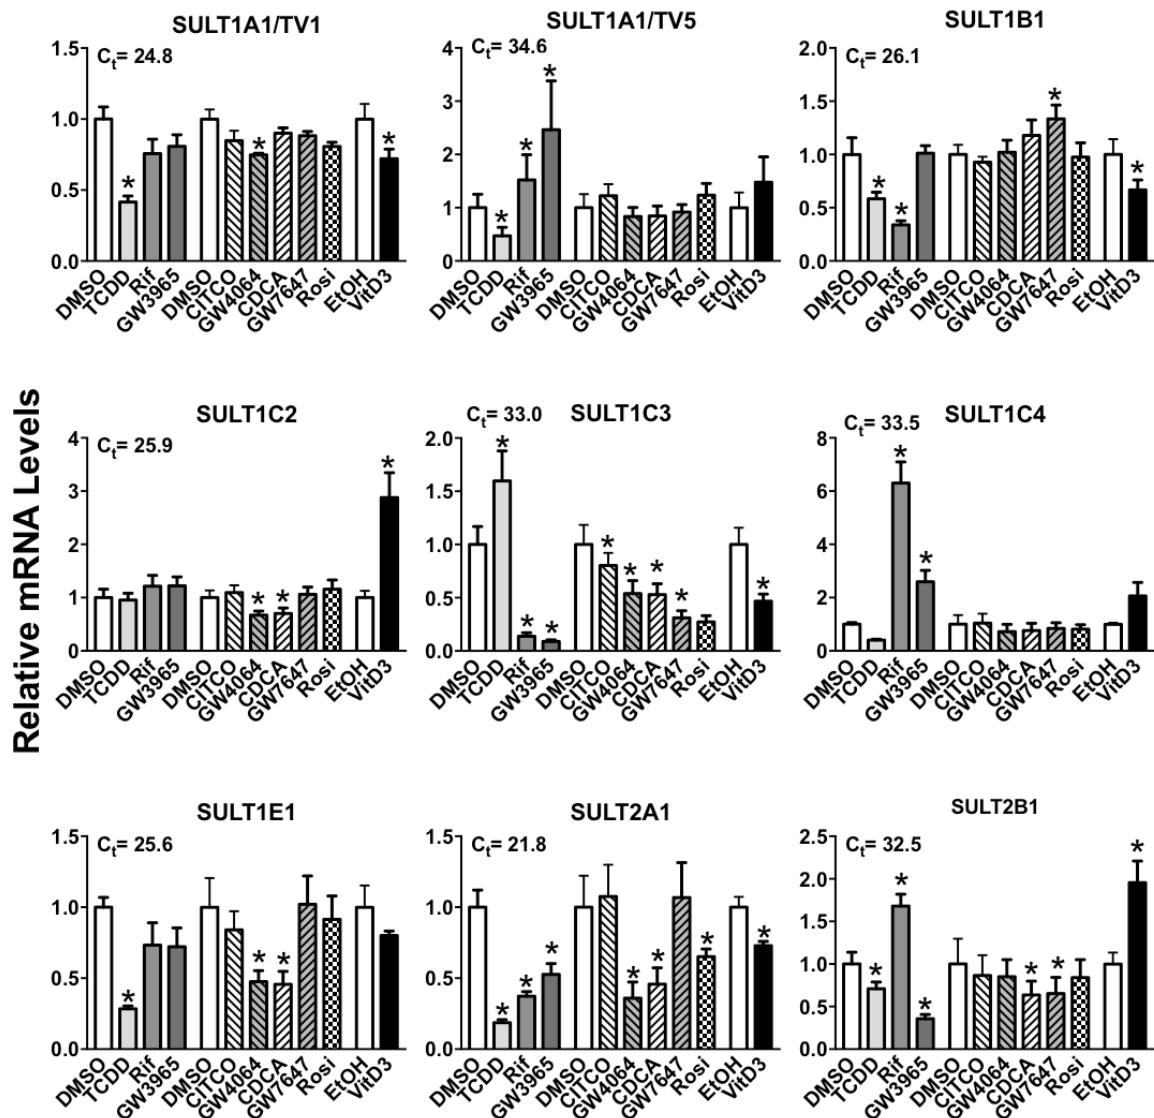 Relative mRNA Levels
SULT1A1/TV1
Ct= 24.8
1.5
1.0
0.5
0.0
DMSO
TCDD
Rif
GW3965
DMSO
CITCO
GW4064
CDCA
GW7647
Rosi
EtOH
VitD3
* * *
SULT1A1/TV5
Ct= 34.6
5
4
3
2
1
0
DMSO
TCDD
Rif
GW3965
DMSO
CITCO
GW4064
CDCA
GW7647
Rosi
EtOH
VitD3
* * *
SULT1B1
Ct= 26.1
2.0
1.5
1.0
0.5
0.0
DMSO
TCDD
Rif
GW3965
DMSO
CITCO
GW4064
CDCA
GW7647
Rosi
EtOH
VitD3
* * * *
SULT1C2
Ct= 25.9
4
3
2
1
0
DMSO
TCDD
Rif
GW3965
DMSO
CITCO
GW4064
CDCA
GW7647
Rosi
EtOH
VitD3
* * *
SULT1C3
Ct= 33.0
2.0
1.5
1.0
0.5
0.0
DMSO
TCDD
Rif
GW3965
DMSO
CITCO
GW4064
CDCA
GW7647
Rosi
EtOH
VitD3
* * * * * * * *
SULT1C4
Ct= 33.5
8
6
4
2
0
DMSO
TCDD
Rif
GW3965
DMSO
CITCO
GW4064
CDCA
GW7647
Rosi
EtOH
VitD3
* *
SULT1E1
Ct= 25.6
1.5
1.0
0.5
0.0
DMSO
TCDD
Rif
GW3965
DMSO
CITCO
GW4064
CDCA
GW7647
Rosi
EtOH
VitD3
* * *
SULT2A1
Ct= 21.8
1.5
1.0
0.5
0.0
DMSO
TCDD
Rif
GW3965
DMSO
CITCO
GW4064
CDCA
GW7647
Rosi
EtOH
VitD3
* * * * * * *
SULT2B1
Ct= 32.5
2.5
2.0
1.5
1.0
0.5
0.0
DMSO
TCDD
Rif
GW3965
DMSO
CITCO
GW4064
CDCA
GW7647
Rosi
EtOH
VitD3
* * * * * *